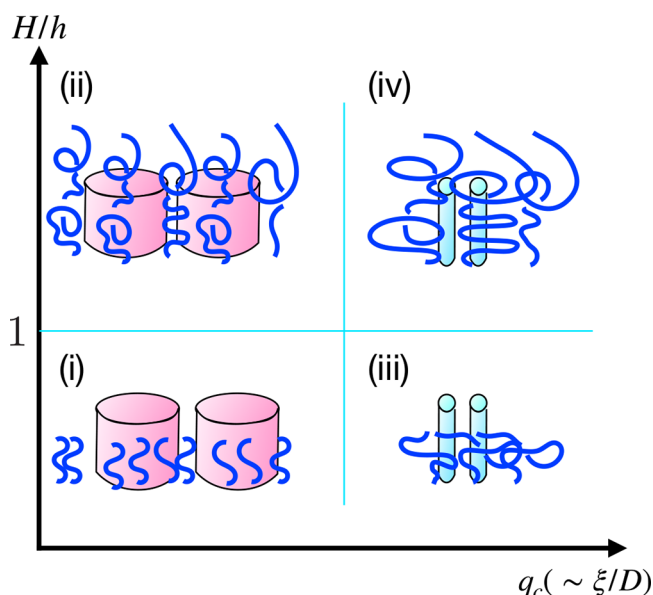 H/h
(ii) (iv)
1
(i) (iii)
q_c( ~ ξ/D)